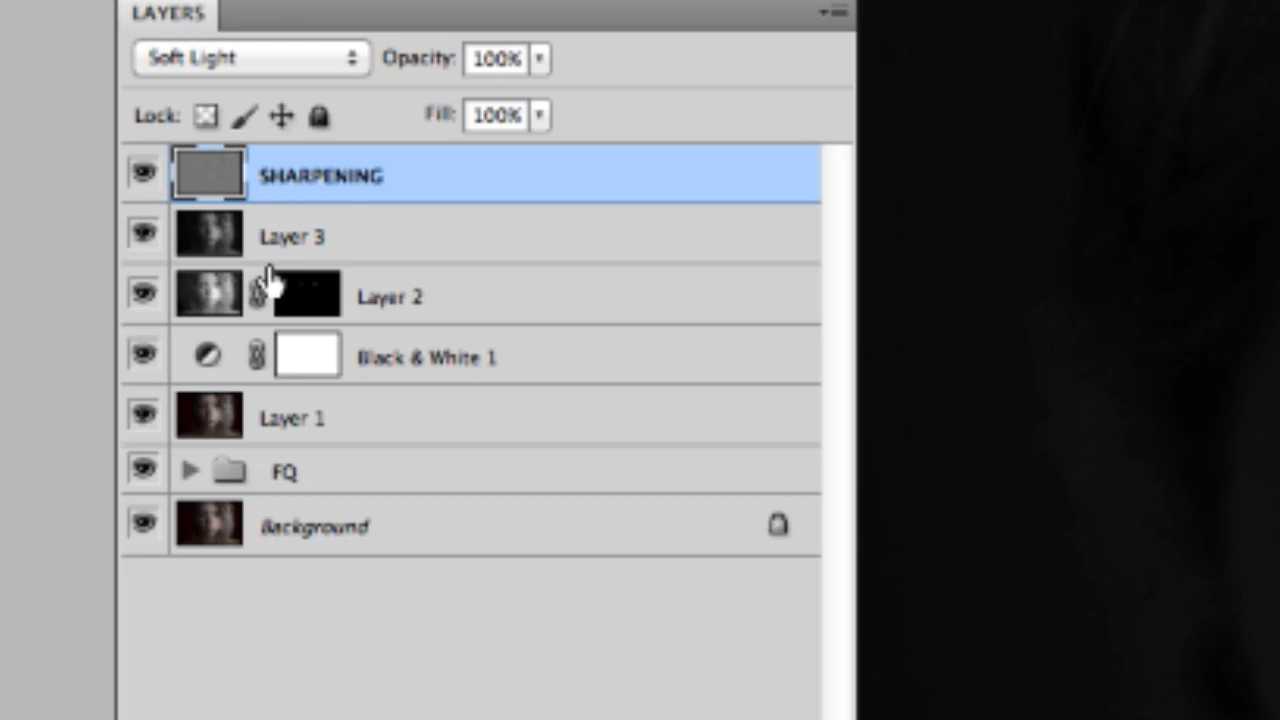 LAYERS
Soft Light Opacity: 100%
Lock: Fill: 100%
SHARPENING
Layer 3
Layer 2
Black & White 1
Layer 1
FQ
Background